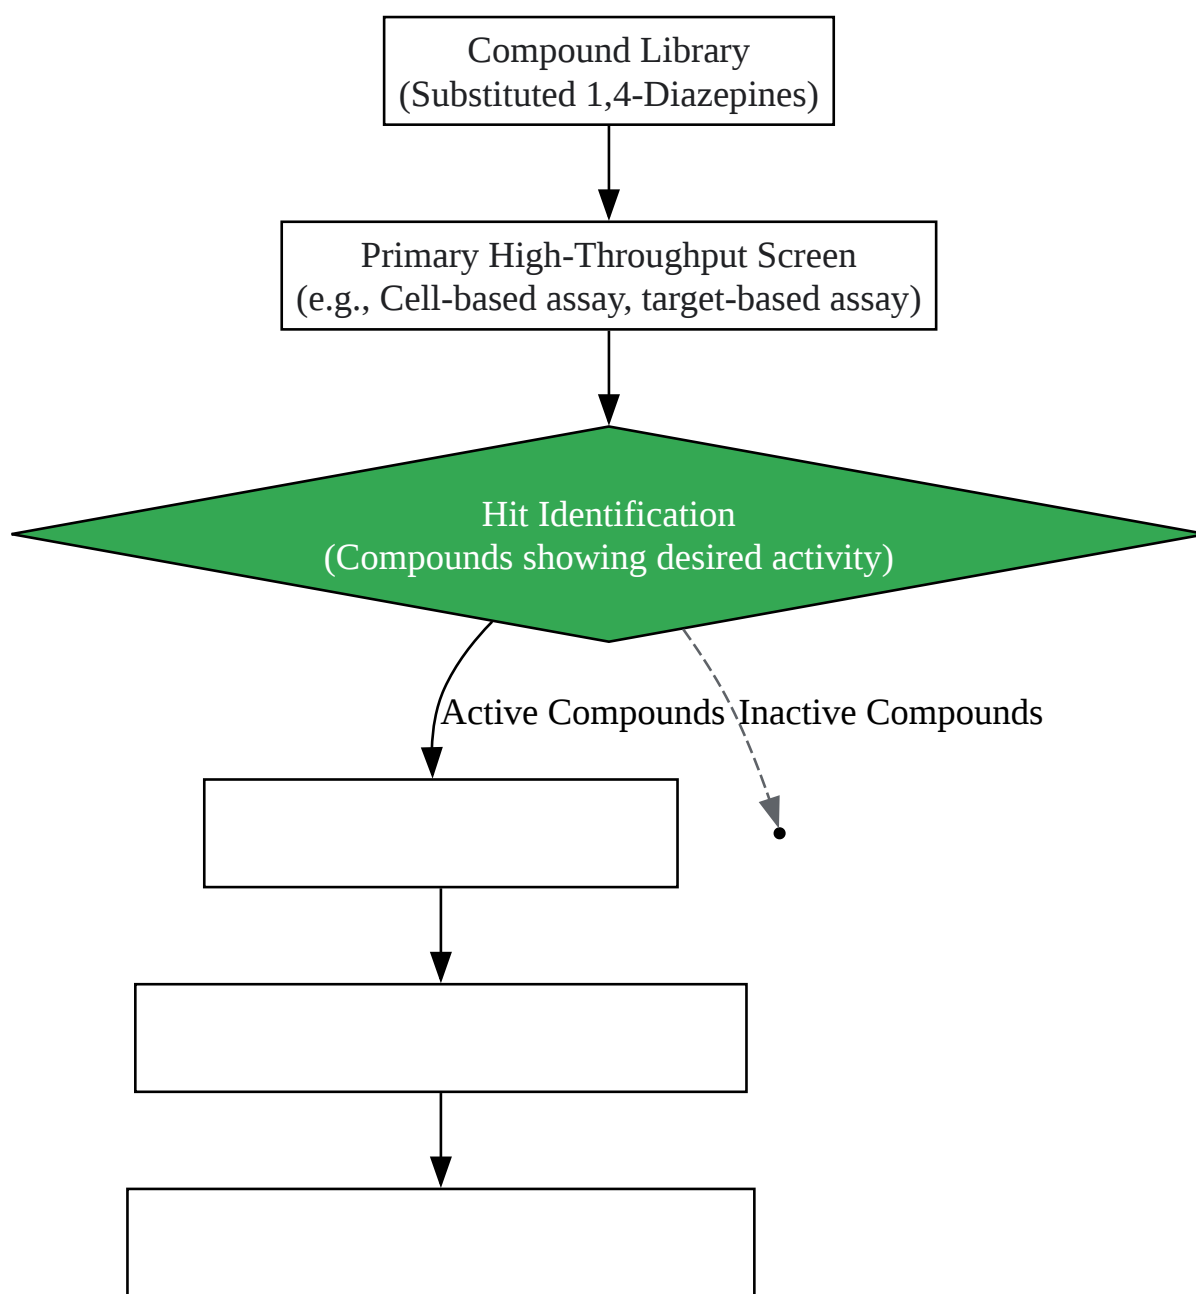 Compound Library
(Substituted 1,4-Diazepines)
Primary High-Throughput Screen
(e.g., Cell-based assay, target-based assay)
Hit Identification
(Compounds showing desired activity)
Active Compounds
Inactive Compounds